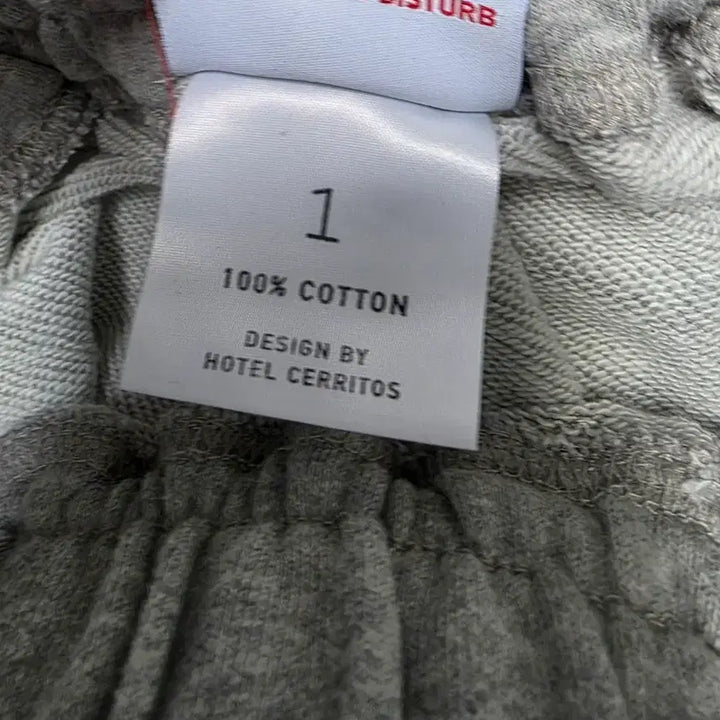 DISTURB
1
100% COTTON
DESIGN BY
HOTEL CERRITOS